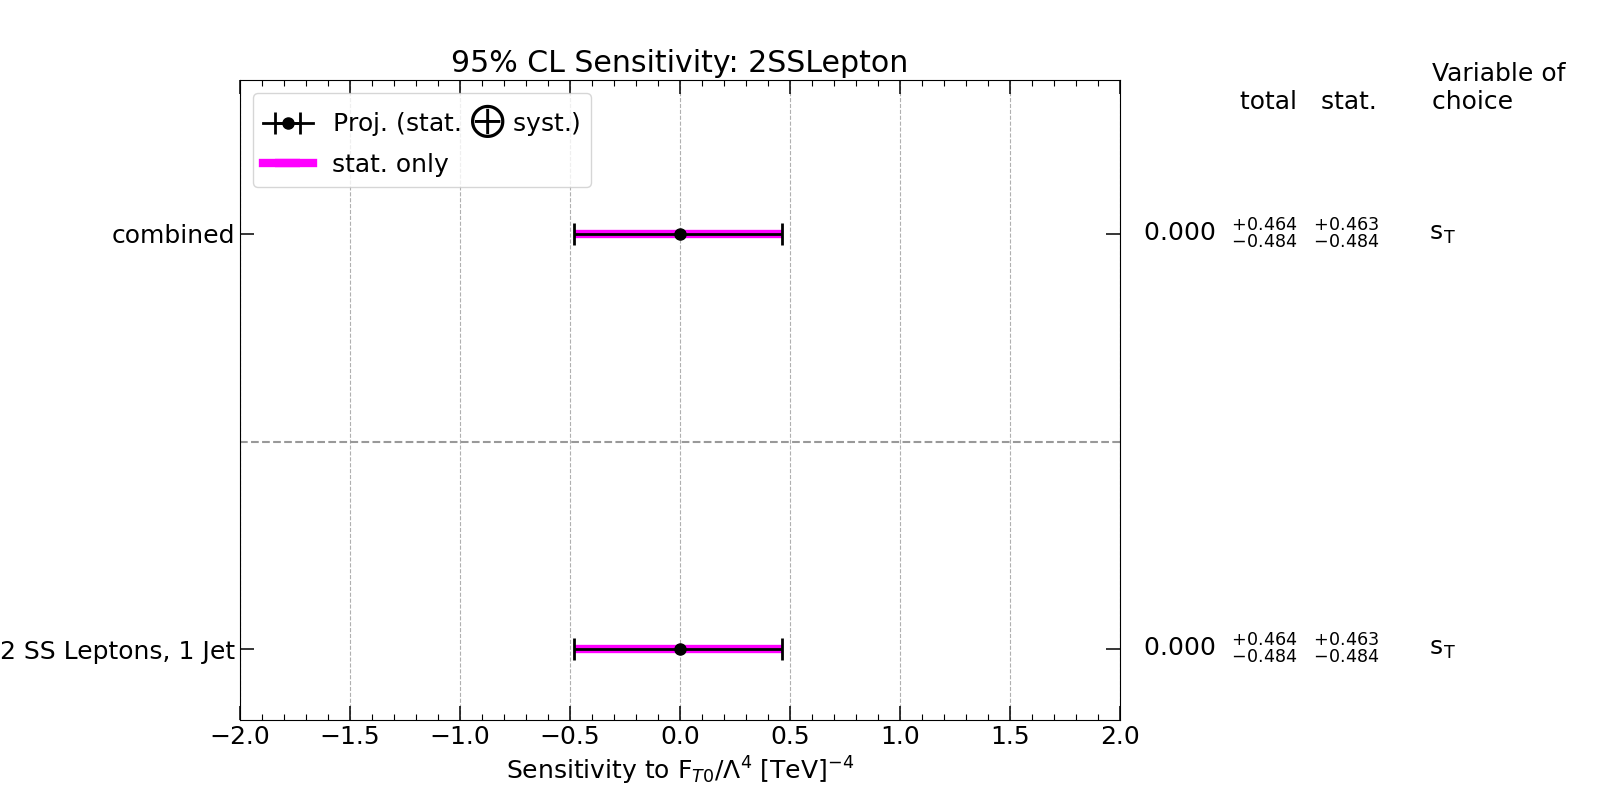 95% CL Sensitivity: 2SSLepton
Variable of
choice
total stat.
Proj. (stat. ⊕ syst.)
stat. only
combined
0.000 +0.464 −0.484 +0.463 −0.484 sT
2 SS Leptons, 1 Jet
0.000 +0.464 −0.484 +0.463 −0.484 sT
−2.0 −1.5 −1.0 −0.5 0.0 0.5 1.0 1.5 2.0
Sensitivity to F_T0/Λ⁴ [TeV]⁻⁴